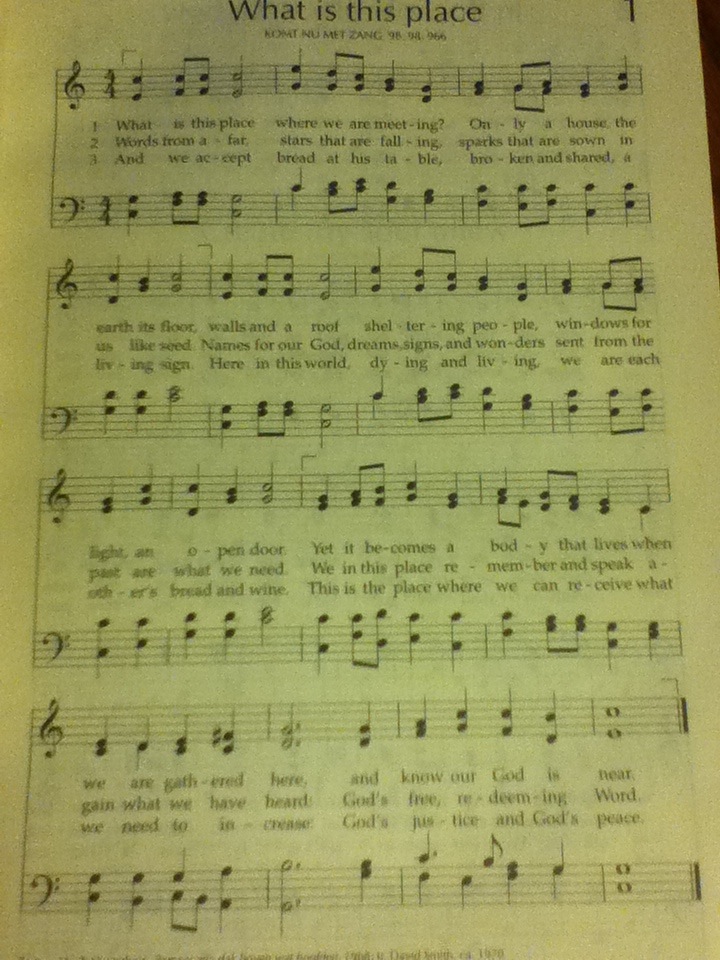 What is this place 1
KOMT NU MET ZANG 98. 98. 966
1 What is this place where we are meet-ing? On - ly a house, the
2 Words from a - far, stars that are fall - ing, sparks that are sown in
3 And we ac-cept bread at his ta - ble, bro - ken and shared, a
earth its floor, walls and a roof shel - ter - ing peo - ple, win-dows for
us like seed. Names for our God, dreams, signs, and won-ders sent from the
liv - ing sign. Here in this world, dy - ing and liv - ing, we are each
light, an o - pen door. Yet it be-comes a bod - y that lives when
past are what we need. We in this place re - mem-ber and speak a -
oth - er's bread and wine. This is the place where we can re-ceive what
we are gath-ered here, and know our God is near.
gain what we have heard: God's free, re-deem-ing Word.
we need to in - crease: God's jus - tice and God's peace.
1968; tr. David Smith, ca. 1970